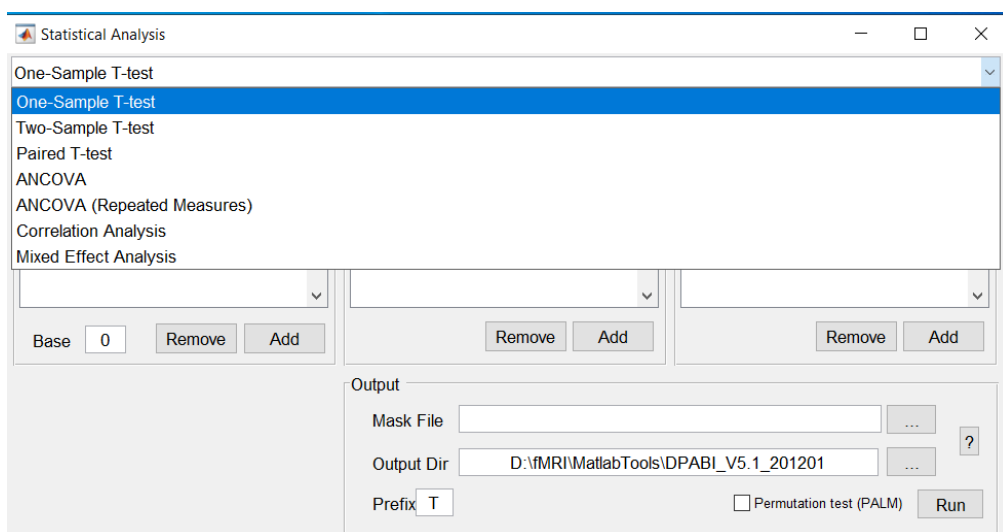 Statistical Analysis
One-Sample T-test
One-Sample T-test
Two-Sample T-test
Paired T-test
ANCOVA
ANCOVA (Repeated Measures)
Correlation Analysis
Mixed Effect Analysis
Base 0 Remove Add Remove Add Remove Add
Output
Mask File ...
?
Output Dir D:\fMRI\MatlabTools\DPABI_V5.1_201201 ...
Prefix T Permutation test (PALM) Run